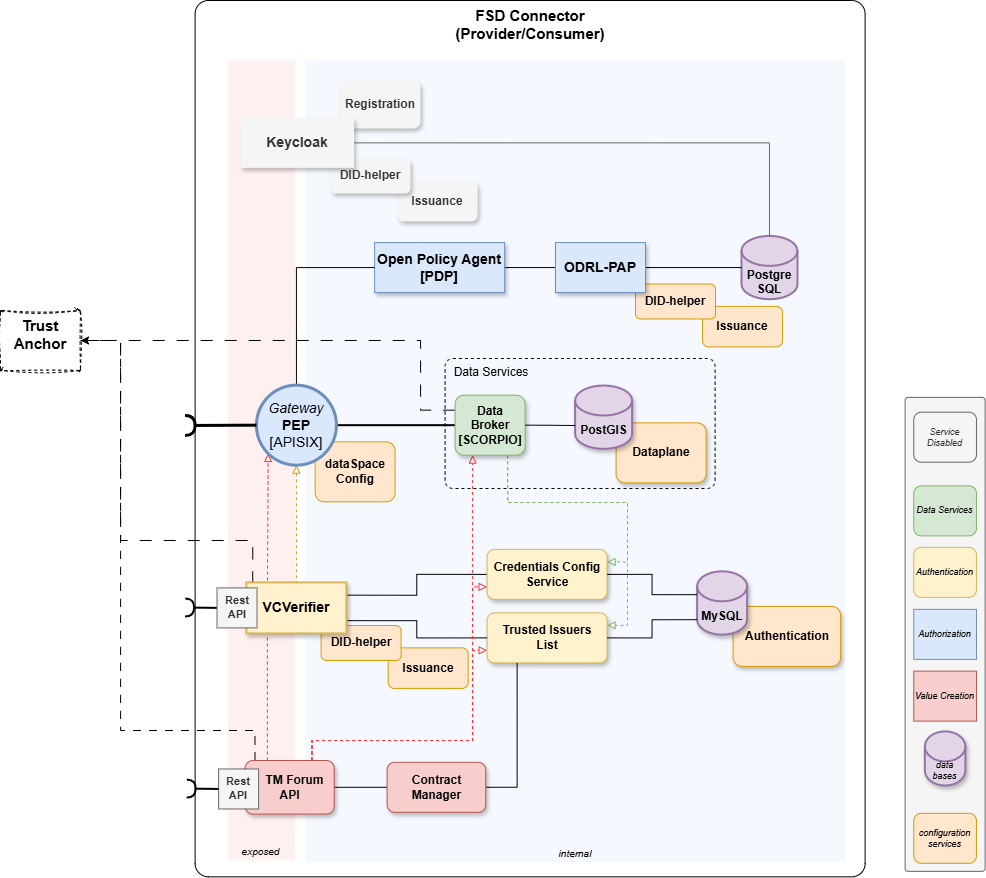 FSD Connector
(Provider/Consumer)
Registration
Keycloak
DID-helper
Issuance
Open Policy Agent
[PDP]
ODRL-PAP
Postgre
SQL
DID-helper
Issuance
Trust
Anchor
Data Services
Gateway
PEP
[APISIX]
Data
Broker
[SCORPIO]
PostGIS
Dataplane
dataSpace
Config
Service
Disabled
Data Services
Authentication
Authorization
Value Creation
data
bases
configuration
services
Credentials Config
Service
Rest
API
VCVerifier
MySQL
Trusted Issuers
List
Authentication
DID-helper
Issuance
Rest
API
TM Forum
API
Contract
Manager
exposed
internal